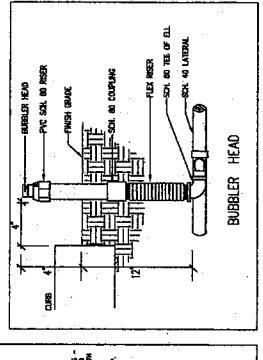 BUBBLER HEAD
PVC SCH. 80 RISER
FINISH GRADE
SCH. 80 COUPLING
FLEX RISER
SCH. 80 TEE OF ELL
SCH. 40 LATERAL
4"
4"
12"
CURB
BUBBLER HEAD